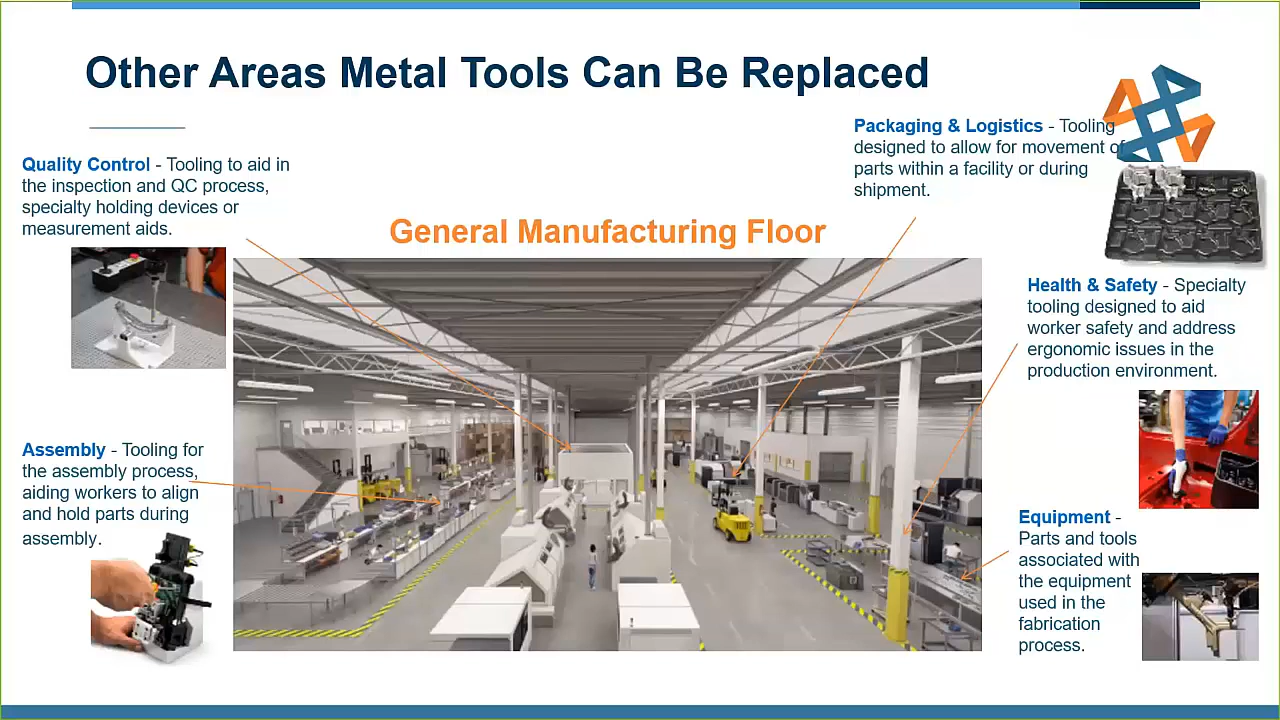 Other Areas Metal Tools Can Be Replaced
Packaging & Logistics - Tooling
designed to allow for movement of
parts within a facility or during
shipment.
Quality Control - Tooling to aid in
the inspection and QC process,
specialty holding devices or
measurement aids.
General Manufacturing Floor
Health & Safety - Specialty
tooling designed to aid
worker safety and address
ergonomic issues in the
production environment.
Assembly - Tooling for
the assembly process,
aiding workers to align
and hold parts during
assembly.
Equipment -
Parts and tools
associated with
the equipment
used in the
fabrication
process.